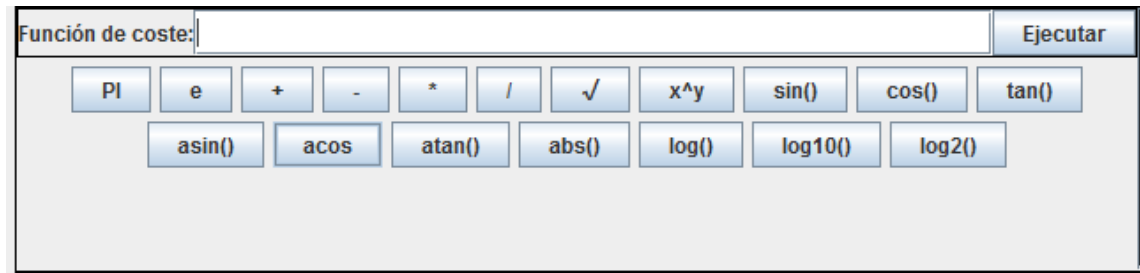 Función de coste: Ejecutar
PI e + - * / √ x^y sin() cos() tan()
asin() acos atan() abs() log() log10() log2()